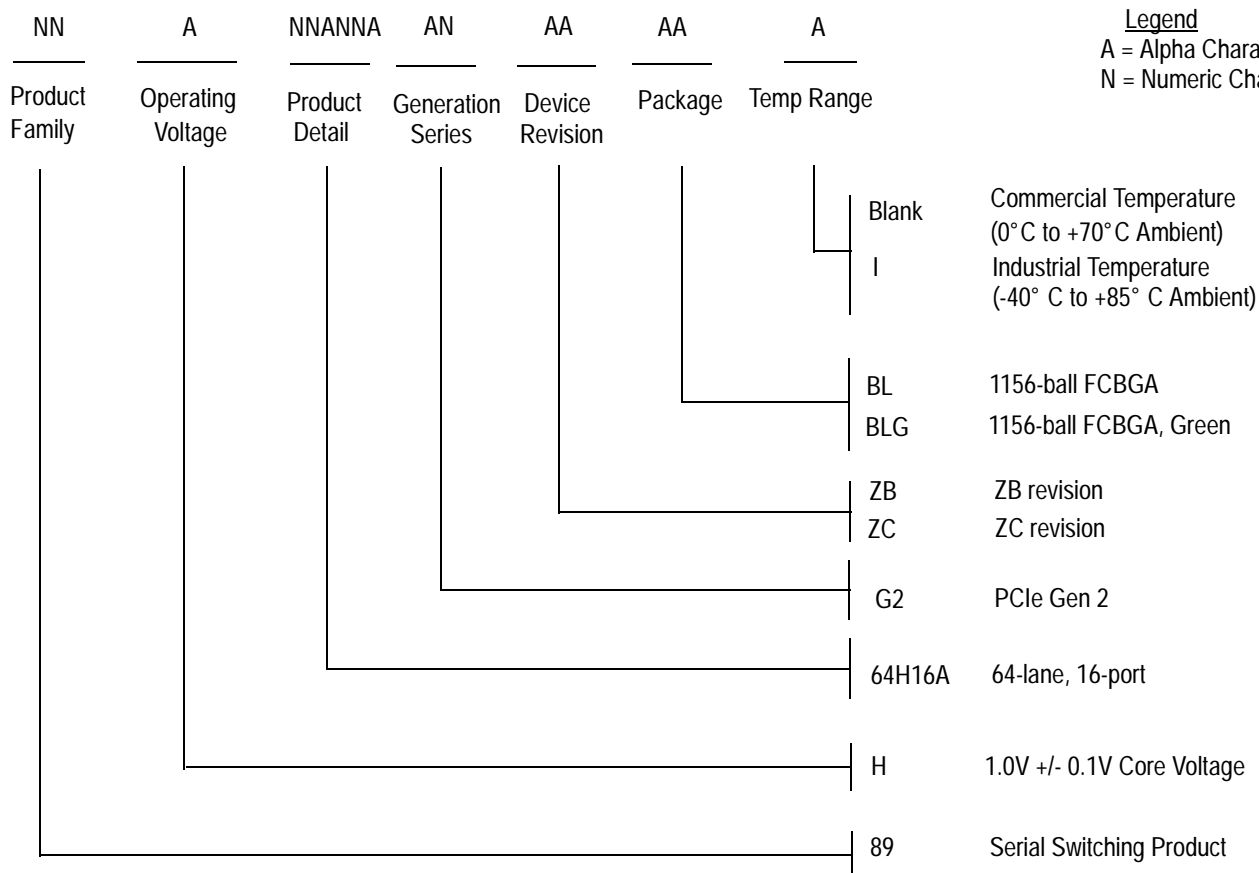 NN A NNANNA AN AA AA A
Legend
A = Alpha
N = Numeric
Product Family
Operating Voltage
Product Detail
Generation Series
Device Revision
Package
Temp Range
Blank Commercial Temperature
(0°C to +70°C Ambient)
I Industrial Temperature
(-40° C to +85° C Ambient)
BL 1156-ball FCBGA
BLG 1156-ball FCBGA, Green
ZB ZB revision
ZC ZC revision
G2 PCIe Gen 2
64H16A 64-lane, 16-port
H 1.0V +/- 0.1V Core Voltage
89 Serial Switching Product